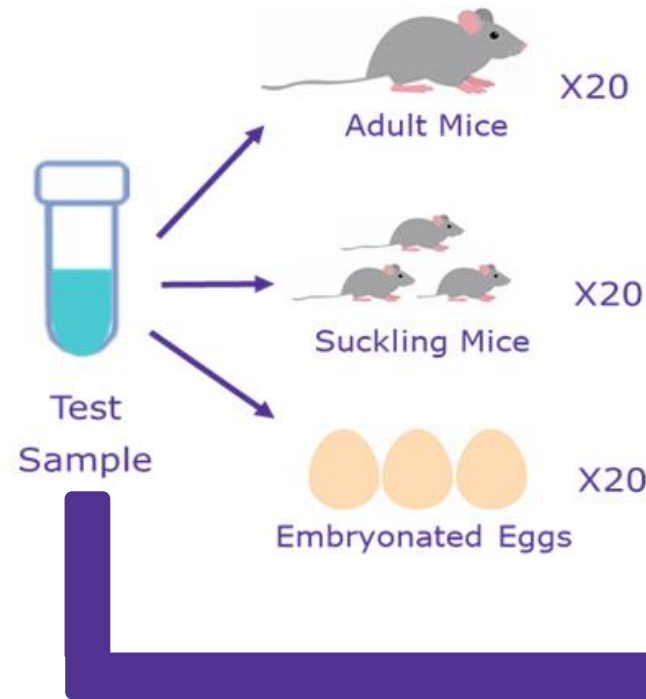 X20
Adult Mice
X20
Suckling Mice
Test
Sample
X20
Embryonated Eggs